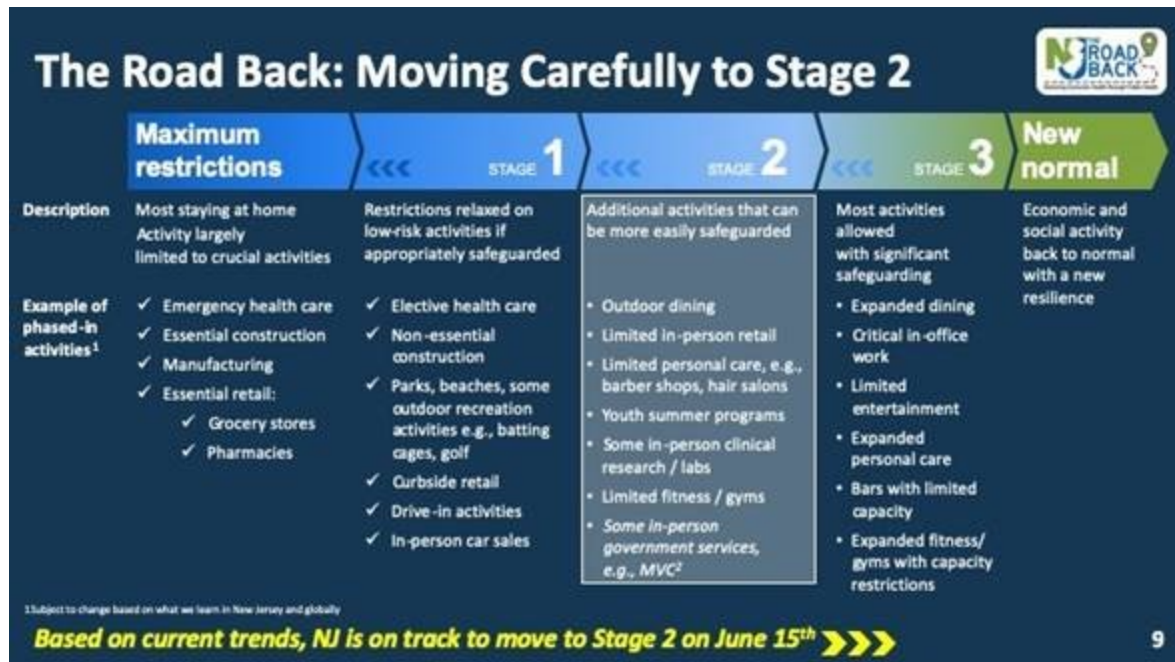 The Road Back: Moving Carefully to Stage 2
NJ THE ROAD BACK
Maximum restrictions
STAGE 1
STAGE 2
STAGE 3
New normal
Description
Most staying at home
Activity largely
limited to crucial activities
Restrictions relaxed on
low-risk activities if
appropriately safeguarded
Additional activities that can
be more easily safeguarded
Most activities
allowed
with significant
safeguarding
Economic and
social activity
back to normal
with a new
resilience
Example of
phased-in
activities¹
✓ Emergency health care
✓ Essential construction
✓ Manufacturing
✓ Essential retail:
✓ Grocery stores
✓ Pharmacies
✓ Elective health care
✓ Non-essential
construction
✓ Parks, beaches, some
outdoor recreation
activities e.g., batting
cages, golf
✓ Curbside retail
✓ Drive-in activities
✓ In-person car sales
• Outdoor dining
• Limited in-person retail
• Limited personal care, e.g.,
barber shops, hair salons
• Youth summer programs
• Some in-person clinical
research / labs
• Limited fitness / gyms
• Some in-person
government services,
e.g., MVC²
• Expanded dining
• Critical in-office
work
• Limited
entertainment
• Expanded
personal care
• Bars with limited
capacity
• Expanded fitness/
gyms with capacity
restrictions
1 Subject to change based on what we learn in New Jersey and globally
Based on current trends, NJ is on track to move to Stage 2 on June 15th
9